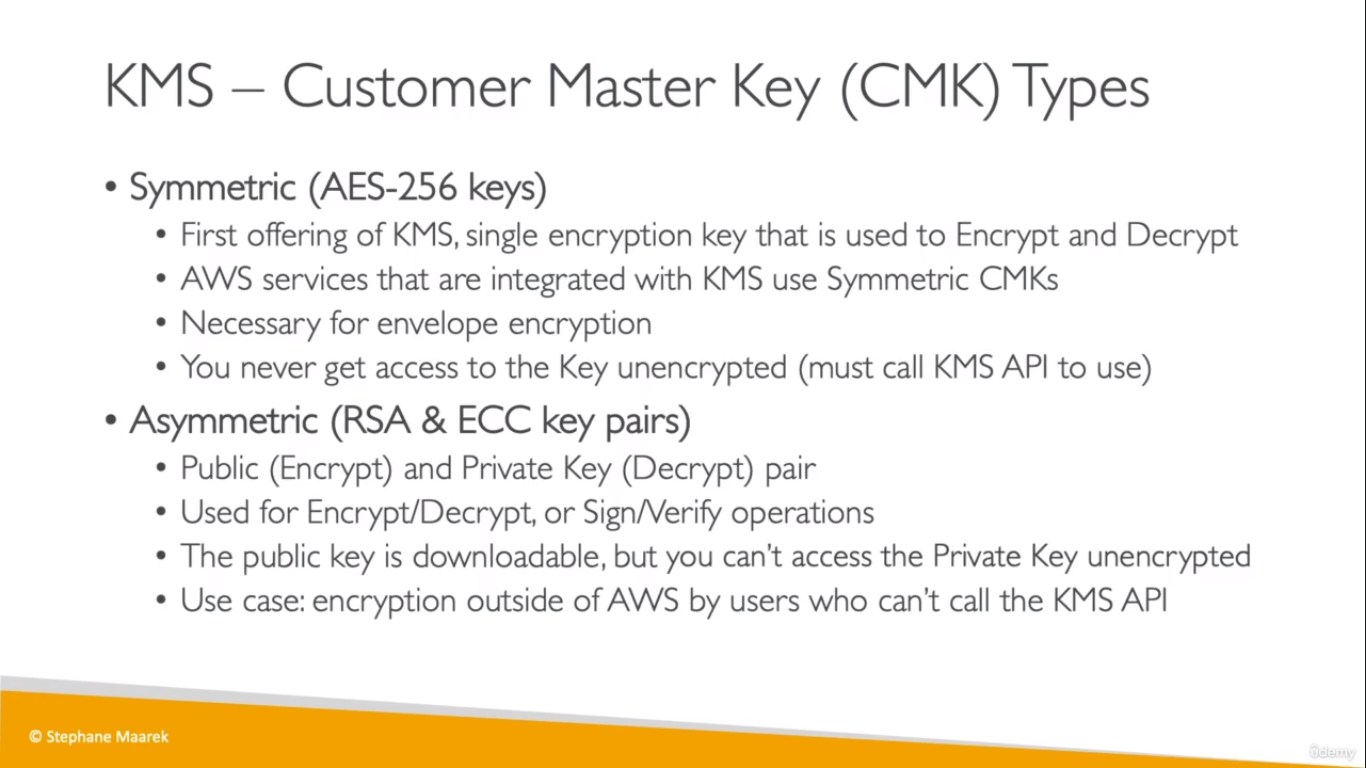 KMS – Customer Master Key (CMK) Types
• Symmetric (AES-256 keys)
• First offering of KMS, single encryption key that is used to Encrypt and Decrypt
• AWS services that are integrated with KMS use Symmetric CMKs
• Necessary for envelope encryption
• You never get access to the Key unencrypted (must call KMS API to use)
• Asymmetric (RSA & ECC key pairs)
• Public (Encrypt) and Private Key (Decrypt) pair
• Used for Encrypt/Decrypt, or Sign/Verify operations
• The public key is downloadable, but you can't access the Private Key unencrypted
• Use case: encryption outside of AWS by users who can't call the KMS API
© Stephane Maarek
ûdemy